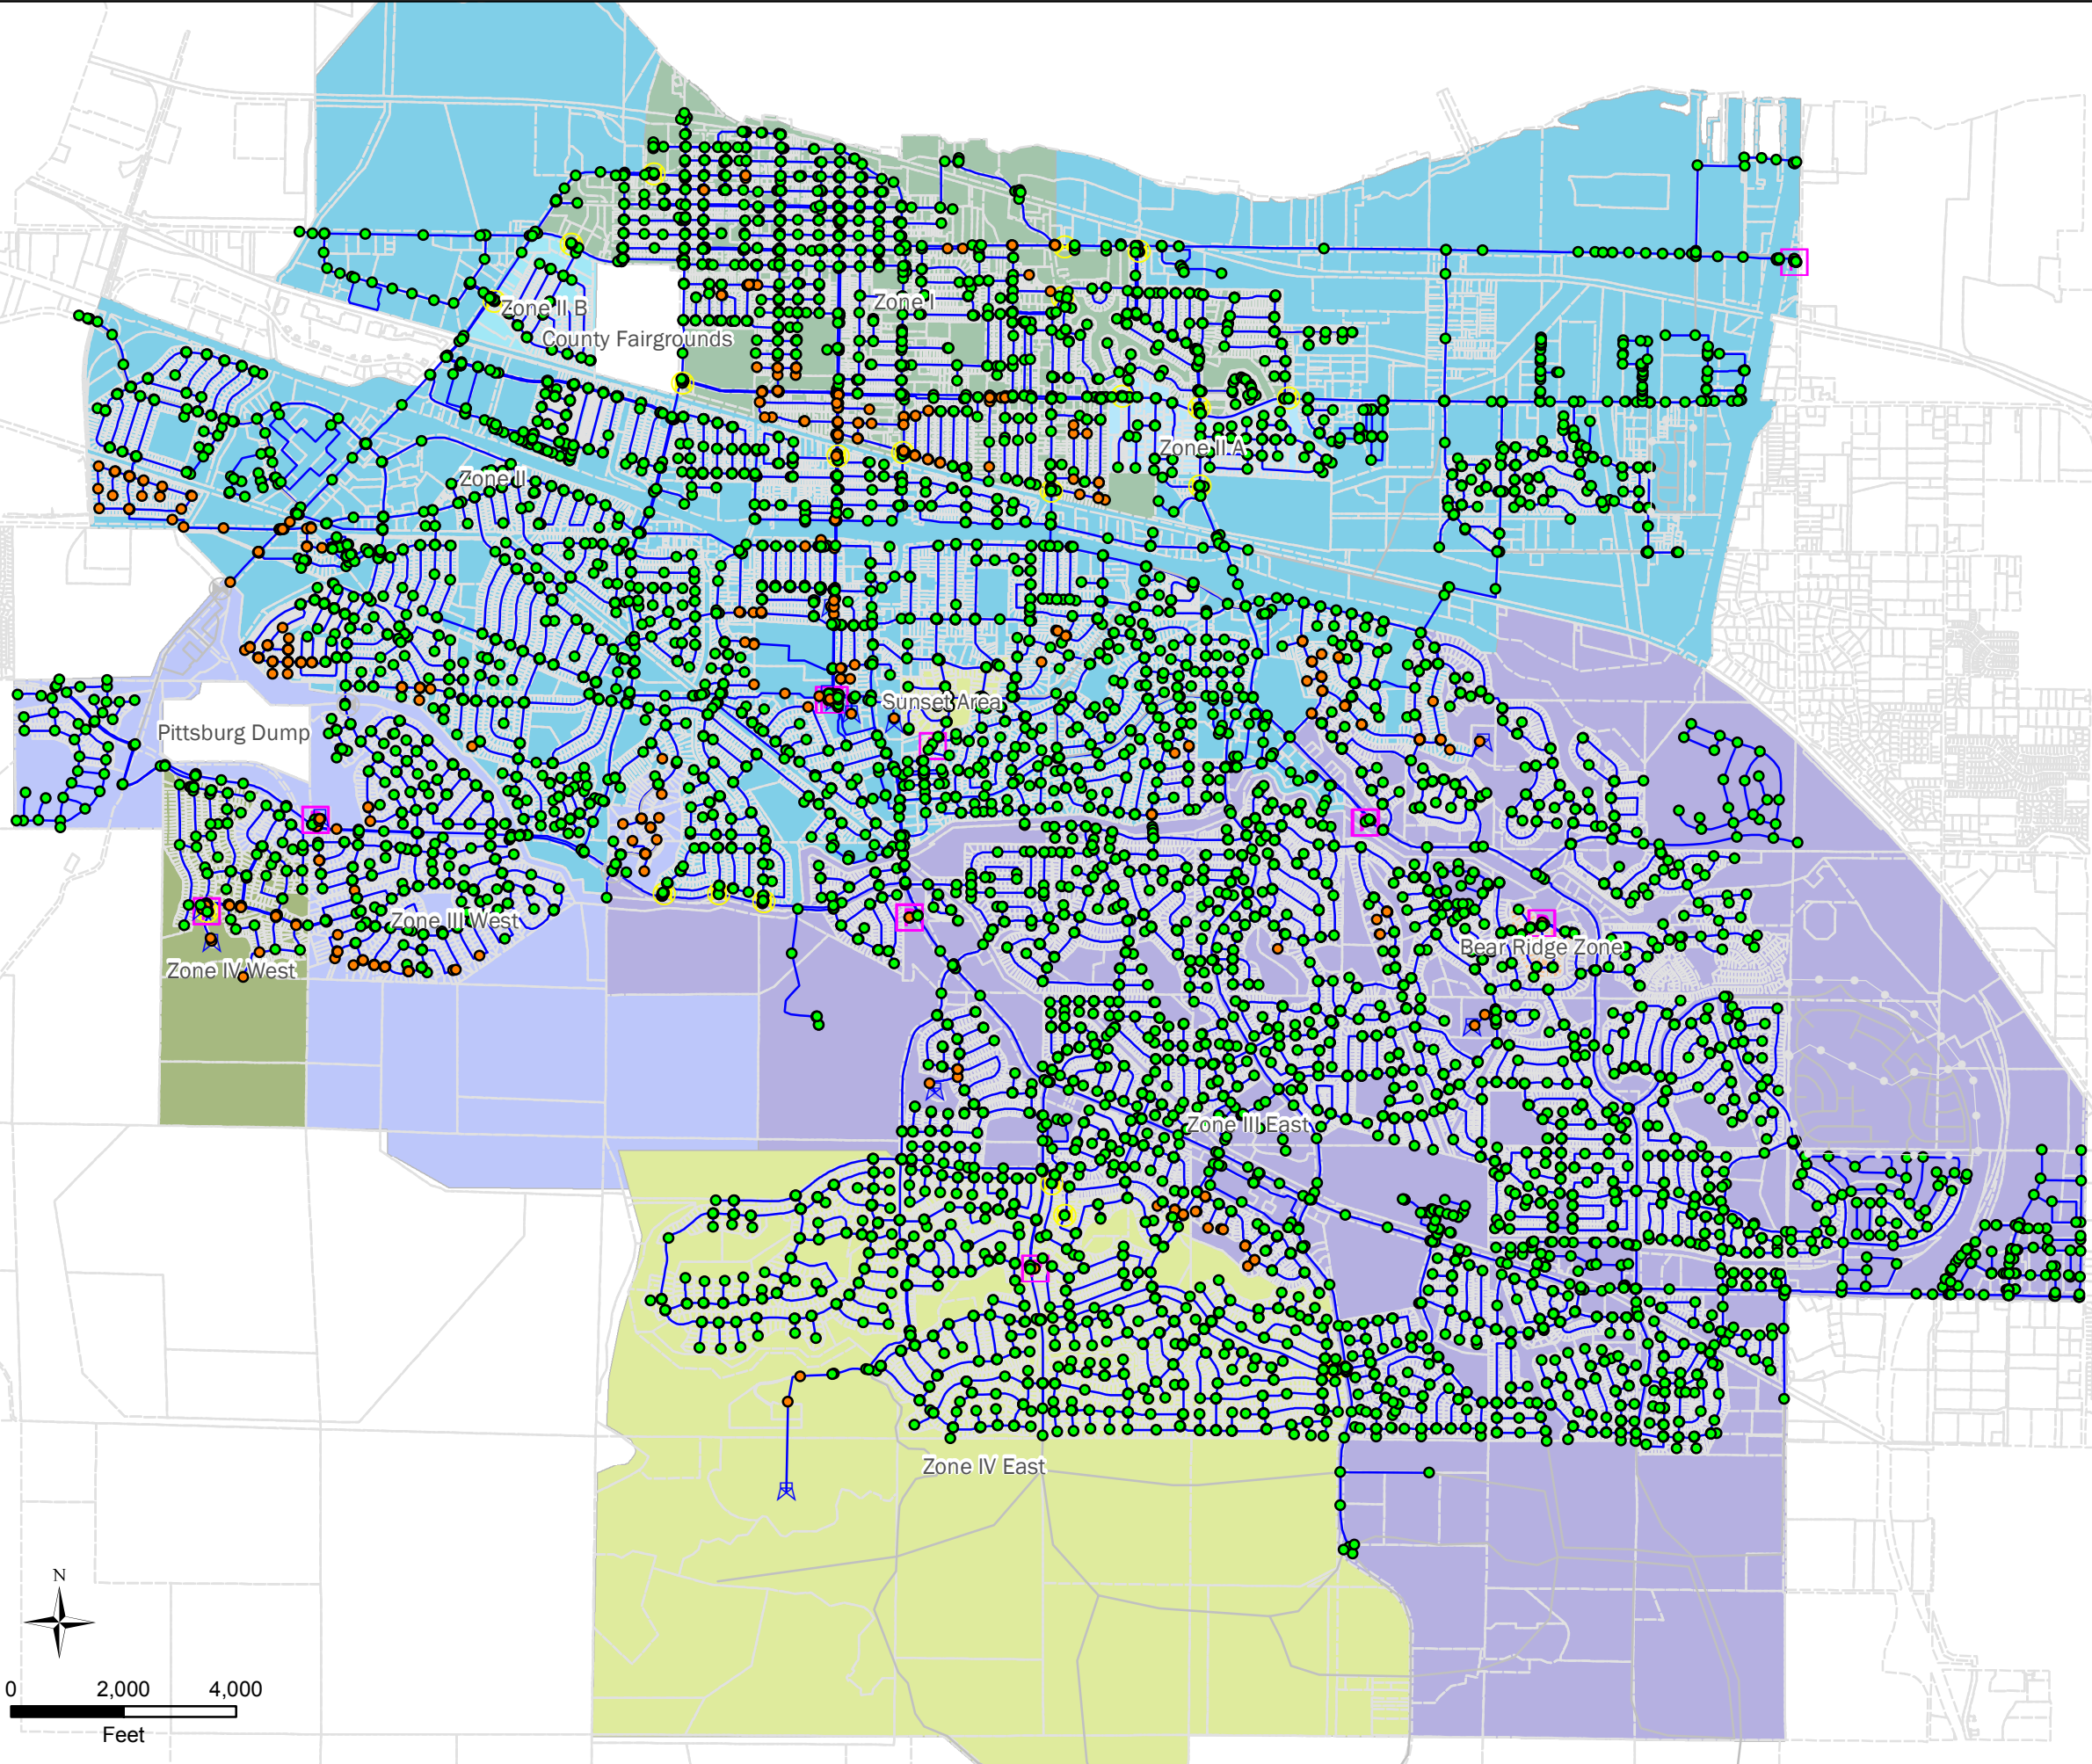 Zone I
Zone II B
County Fairgrounds
Zone II A
Zone II
Sunset Area
Pittsburg Dump
Zone III West
Bear Ridge Zone
Zone IV West
Zone III East
Zone IV East
N
0 2,000 4,000
Feet